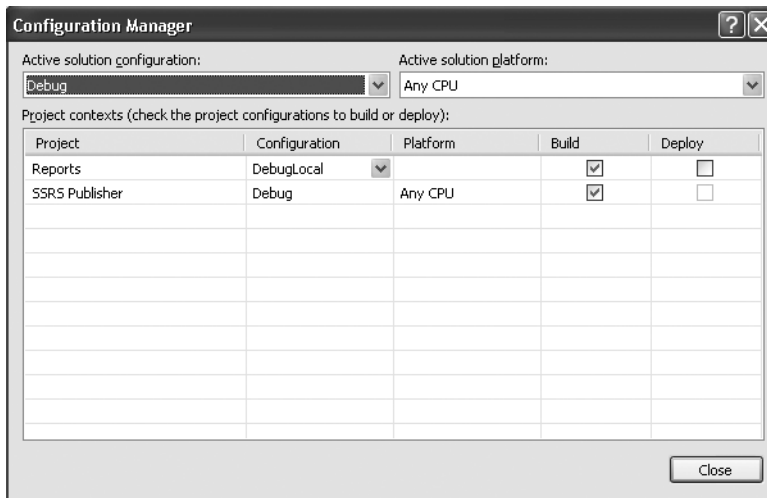 Configuration Manager
Active solution configuration: Active solution platform:
Debug Any CPU
Project contexts (check the project configurations to build or deploy):
Project Configuration Platform Build Deploy
Reports DebugLocal
SSRS Publisher Debug Any CPU
Close